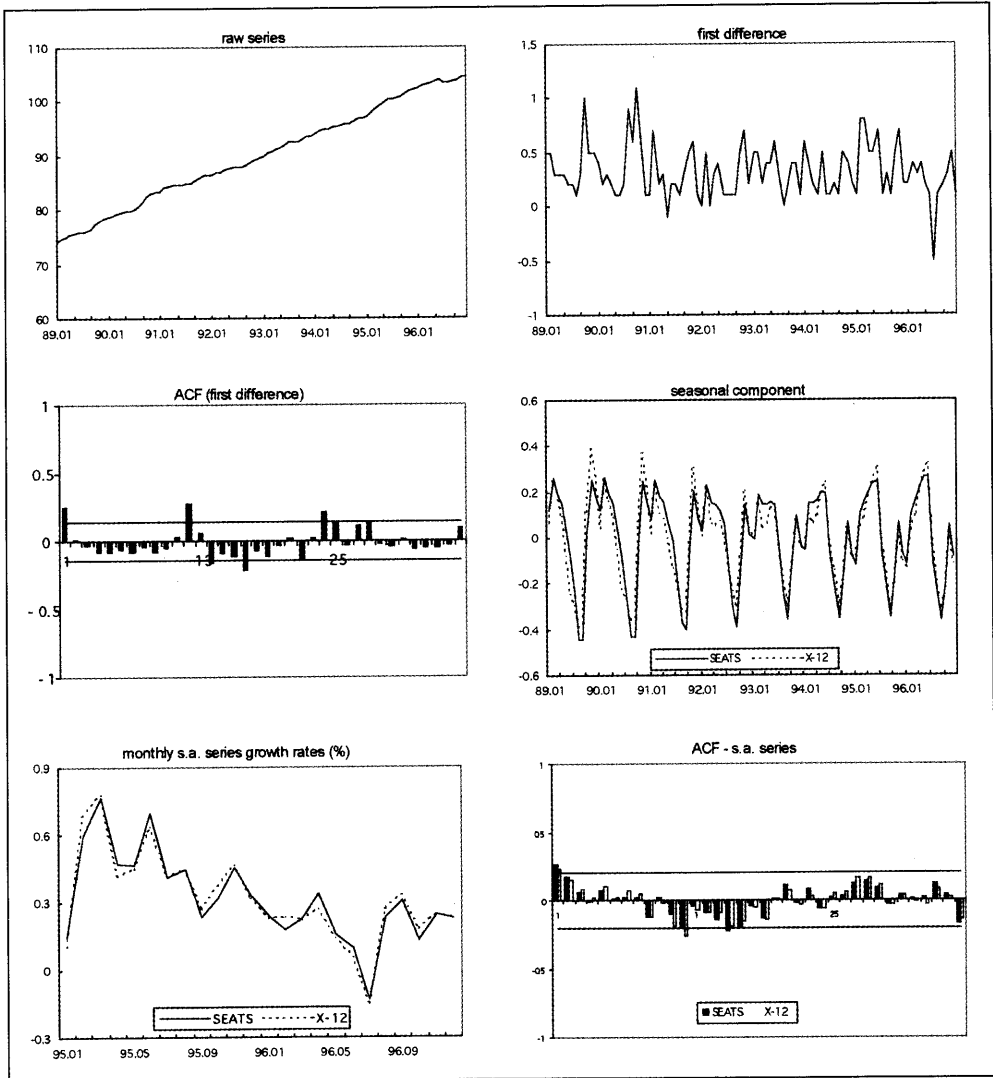 raw series
110
100
90
80
70
60
89.01 90.01 91.01 92.01 93.01 94.01 95.01 96.01
first difference
1.5
1
0.5
0
-0.5
-1
89.01 90.01 91.01 92.01 93.01 94.01 95.01 96.01
ACF (first difference)
1
0.5
0
1 13 25
- 0.5
- 1
seasonal component
0.6
0.4
0.2
0
-0.2
-0.4
SEATS X-12
-0.6
89.01 90.01 91.01 92.01 93.01 94.01 95.01 96.01
monthly s.a. series growth rates (%)
0.9
0.6
0.3
0
SEATS X-12
-0.3
95.01 95.05 95.09 96.01 96.05 96.09
ACF - s.a. series
1
05
0
1 25
-05
SEATS X-12
-1